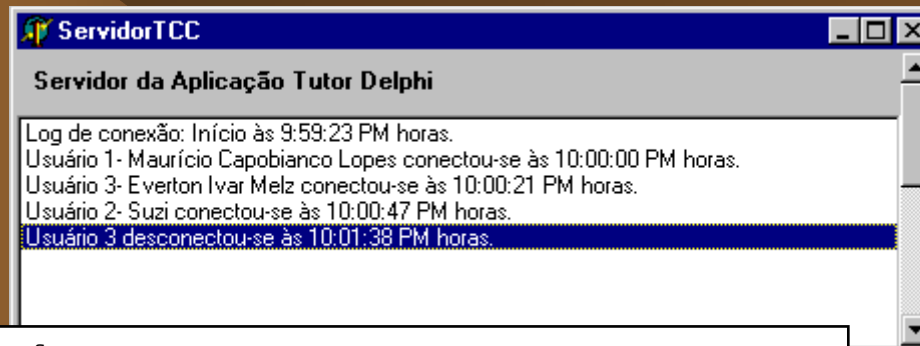 ServidorTCC
Servidor da Aplicação Tutor Delphi
Log de conexão: Início às 9:59:23 PM horas.
Usuário 1- Maurício Capobianco Lopes conectou-se às 10:00:00 PM horas.
Usuário 3- Everton Ivar Melz conectou-se às 10:00:21 PM horas.
Usuário 2- Suzi conectou-se às 10:00:47 PM horas.
Usuário 3 desconectou-se às 10:01:38 PM horas.